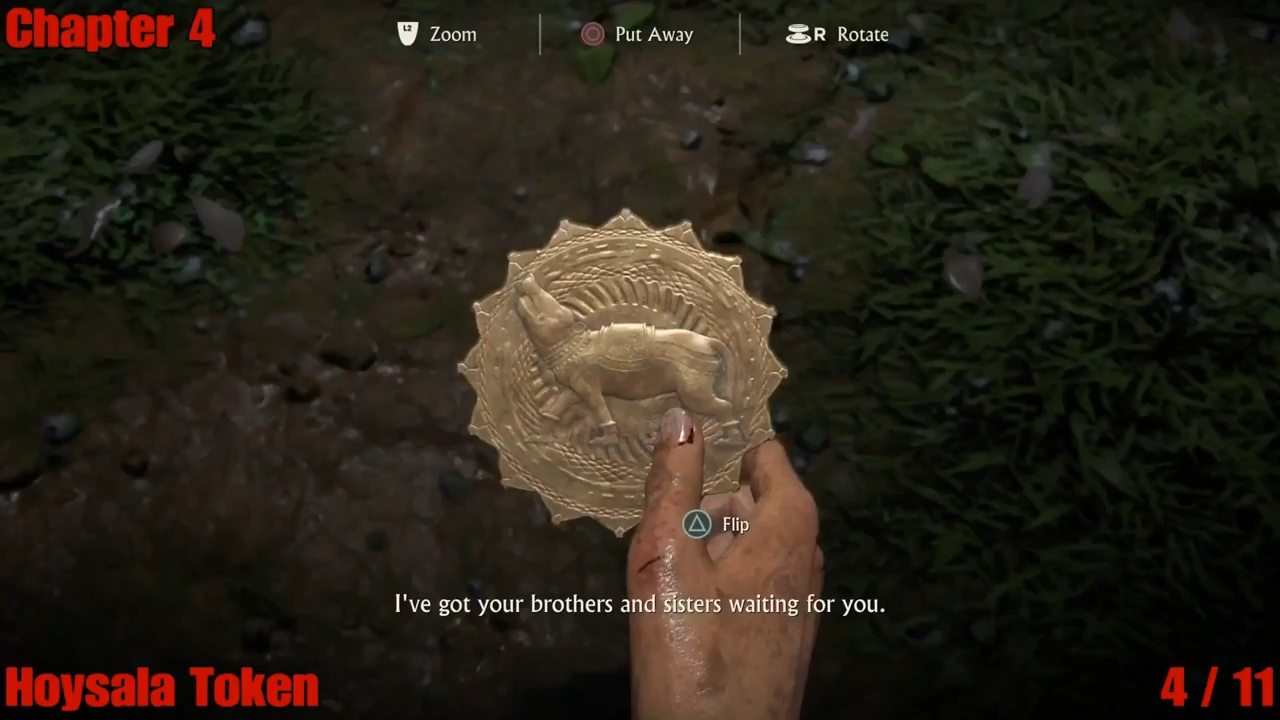 Chapter 4
L2 Zoom
Put Away
R Rotate
Flip
I've got your brothers and sisters waiting for you.
Hoysala Token
4 / 11